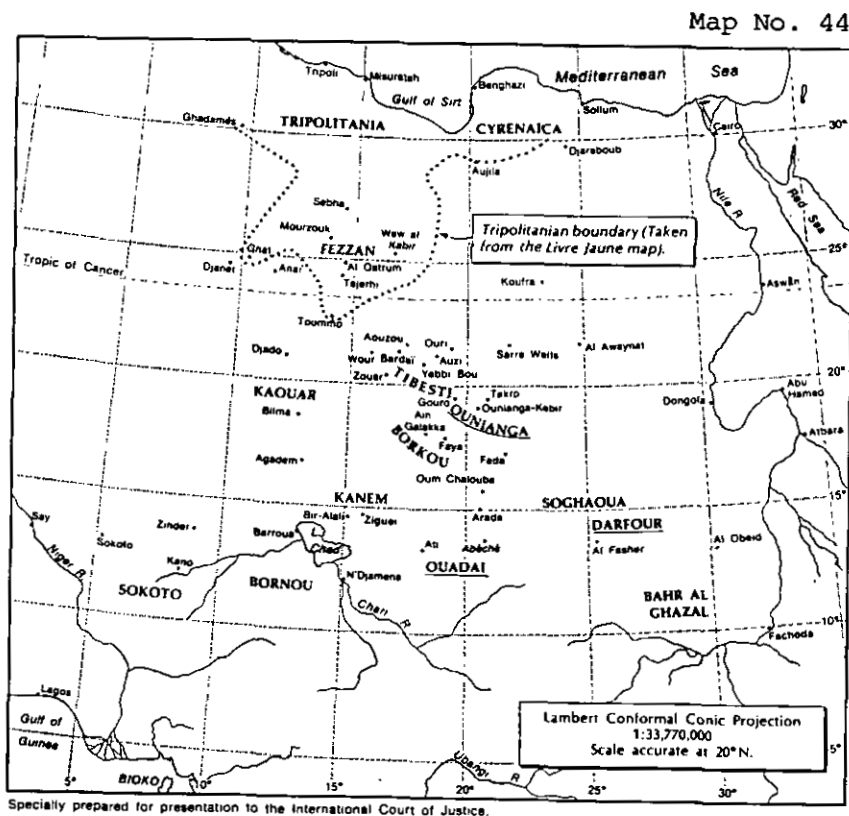 Map No. 44
Tripoli
Misuratah
Benghazi
Mediterranean Sea
Gulf of Sirt
Sollum
Ghadamés
TRIPOLITANIA
CYRENAICA
Cairo
30°
Djaraboub
Aujila
Nile R
Red Sea
Sebha
Mourzouk
Waw al
Kabir
Tripolitanian boundary (Taken
from the Livre Jaune map).
FEZZAN
Ghat
25°
Tropic of Cancer
Djanet
Anai
Al Qatrum
Tajerhi
Koufra
Aswân
Toummo
Aouzou
Ouri
Djado
Wour
Bardaï
Auzi
Sarra Wells
Al Awaynat
Zouar
Yebbi Bou
20°
TIBESTI
KAOUAR
Gouro
Tekro
Ounianga-Kebir
Dongola
Abu
Hamed
Bilma
Ain
Galakka
OUNIANGA
BORKOU
Faya
Atbara
Agadem
Fada
Oum Chalouba
KANEM
SOGHAOUA
15°
Say
Zinder
Bir-Alali
Ziguei
Arada
DARFOUR
Sokoto
Barroua
L.
Chad
Ati
Abéché
Al Fasher
Al Obeid
Niger R
Kano
N'Djamena
OUADAI
SOKOTO
BORNOU
Chari R
BAHR AL
GHAZAL
10°
Fachoda
Lagos
Lambert Conformal Conic Projection
1:33,770,000
Scale accurate at 20°N.
Gulf of
Guinea
5°
Ubangi R
BIOKO
5° 10° 15° 20° 25° 30°
Specially prepared for presentation to the International Court of Justice.